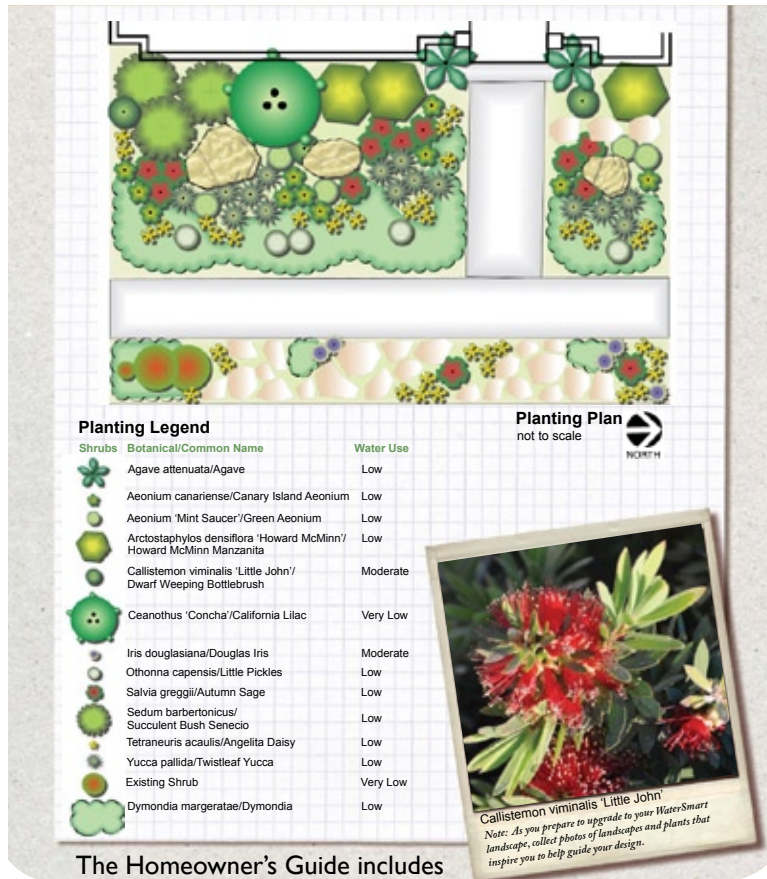 Planting Plan
not to scale
NORTH
Planting Legend
Shrubs Botanical/Common Name Water Use
Agave attenuata/Agave Low
Aeonium canariense/Canary Island Aeonium Low
Aeonium 'Mint Saucer'/Green Aeonium Low
Arctostaphylos densiflora 'Howard McMinn'/ Low
Howard McMinn Manzanita
Callistemon viminalis 'Little John'/ Moderate
Dwarf Weeping Bottlebrush
Ceanothus 'Concha'/California Lilac Very Low
Iris douglasiana/Douglas Iris Moderate
Othonna capensis/Little Pickles Low
Salvia greggii/Autumn Sage Low
Sedum barbertonicus/ Low
Succulent Bush Senecio
Tetraneuris acaulis/Angelita Daisy Low
Yucca pallida/Twistleaf Yucca Low
Existing Shrub Very Low
Dymondia margeratae/Dymondia Low
Callistemon viminalis 'Little John'
Note: As you prepare to upgrade to your WaterSmart
landscape, collect photos of landscapes and plants that
inspire you to help guide your design.
The Homeowner's Guide includes